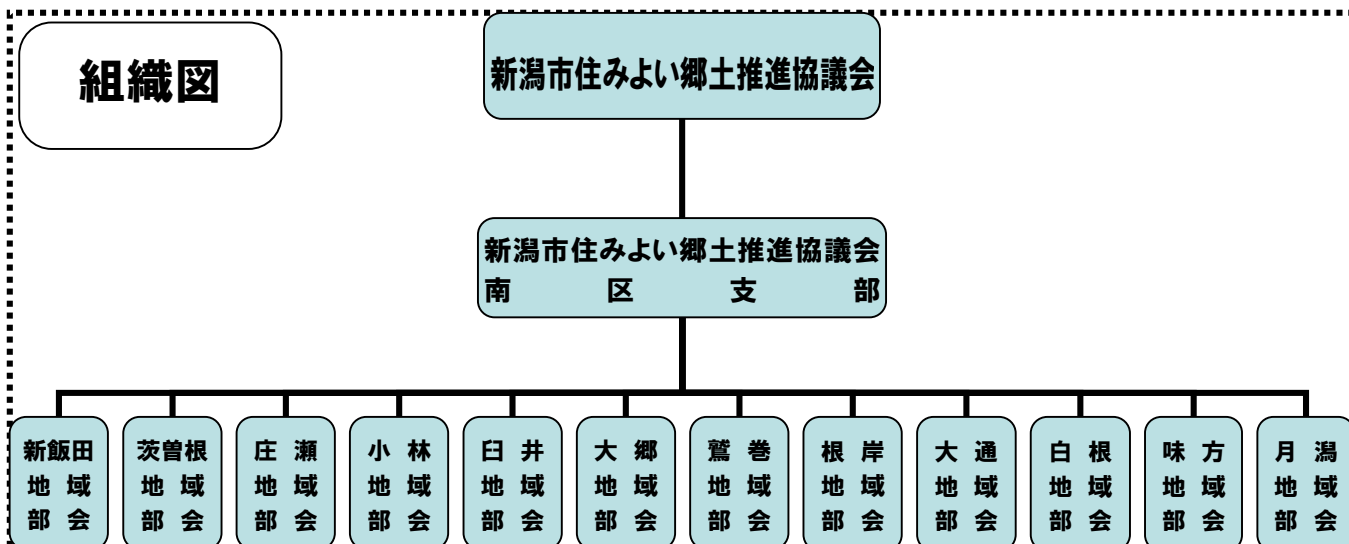 組織図
新潟市住みよい郷土推進協議会
新潟市住みよい郷土推進協議会
南区支部
新飯田
地域
部会
茨曽根
地域
部会
庄瀬
地域
部会
小林
地域
部会
臼井
地域
部会
大郷
地域
部会
鷲巻
地域
部会
根岸
地域
部会
大通
地域
部会
白根
地域
部会
味方
地域
部会
月潟
地域
部会